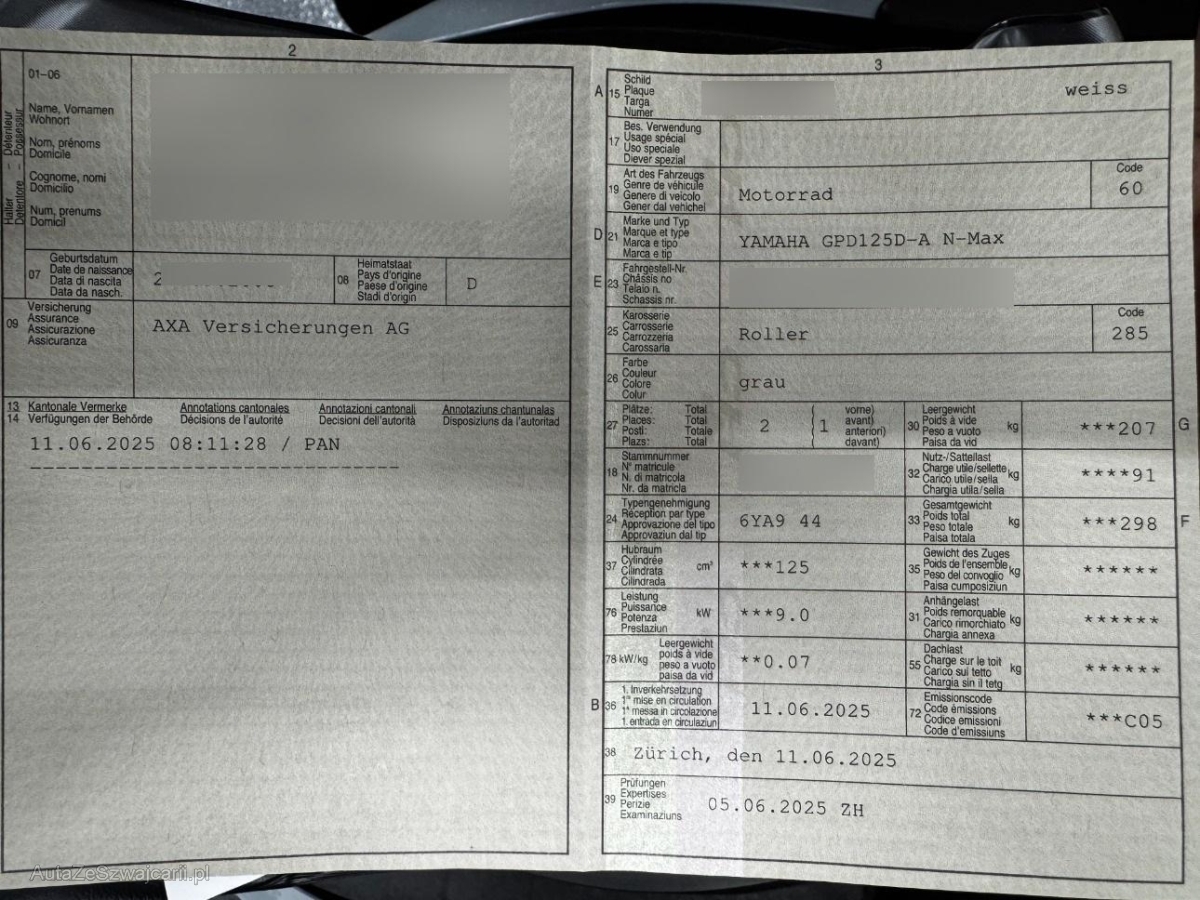 2
01-06
Halter - Détenteur
Detentore - Possessur
Name, Vornamen
Wohnort
Nom, prénoms
Domicile
Cognome, nomi
Domicilio
Num, prenums
Domicil
07
Geburtsdatum
Date de naissance
Data di nascita
Data da nasch.
2
08
Heimatstaat
Pays d'origine
Paese d'origine
Stadi d'origin
D
09
Versicherung
Assurance
Assicurazione
Assicuranza
AXA Versicherungen AG
13 Kantonale Vermerke Annotations cantonales Annotazioni cantonali Annotaziuns chantunalas
14 Verfügungen der Behörde Décisions de l'autorité Decisioni dell'autorità Disposiziuns da l'autoritad
11.06.2025 08:11:28 / PAN
--------------------------------
3
A 15
Schild
Plaque
Targa
Numer
weiss
17
Bes. Verwendung
Usage spécial
Uso speciale
Diever spezial
19
Art des Fahrzeugs
Genre de véhicule
Genere di veicolo
Gener dal vehichel
Motorrad
Code
60
D 21
Marke und Typ
Marque et type
Marca e tipo
Marca e tip
YAMAHA GPD125D-A N-Max
E 23
Fahrgestell-Nr.
Châssis no
Telaio n.
Schassis nr.
25
Karosserie
Carrosserie
Carrozzeria
Carossaria
Roller
Code
285
26
Farbe
Couleur
Colore
Colur
grau
27
Plätze: Total
Places: Total
Posti: Totale
Plazs: Total
2
( vorne)
( 1 avant)
anteriori)
( davant)
30
Leergewicht
Poids à vide
Peso a vuoto
Paisa da vid
kg
***207
G
18
Stammnummer
N° matricule
N. di matricola
Nr. da matricla
32
Nutz-/Sattellast
Charge utile/sellette
Carico utile/sella
Chargia utila/sella
kg
****91
24
Typengenehmigung
Réception par type
Approvazione del tipo
Approvaziun dal tip
6YA9 44
33
Gesamtgewicht
Poids total
Peso totale
Paisa totala
kg
***298
F
37
Hubraum
Cylindrée
Cilindrata
Cilindrada
cm³
***125
35
Gewicht des Zuges
Poids de l'ensemble
Peso del convoglio
Paisa cumposiziun
kg
******
76
Leistung
Puissance
Potenza
Prestaziun
kW
***9.0
31
Anhängelast
Poids remorquable
Carico rimorchiato
Chargia annexa
kg
******
78 kW/kg
Leergewicht
poids à vide
peso a vuoto
paisa da vid
**0.07
55
Dachlast
Charge sur le toit
Carico sul tetto
Chargia sin il tetg
kg
******
B 36
1. Inverkehrsetzung
1re mise en circulation
1a messa in circolazione
1. entrada en circulaziun
11.06.2025
72
Emissionscode
Code émissions
Codice emissioni
Code d'emissiuns
***C05
38
Zürich, den 11.06.2025
39
Prüfungen
Expertises
Perizie
Examinaziuns
05.06.2025 ZH
AutaZeSzwajcarii.pl